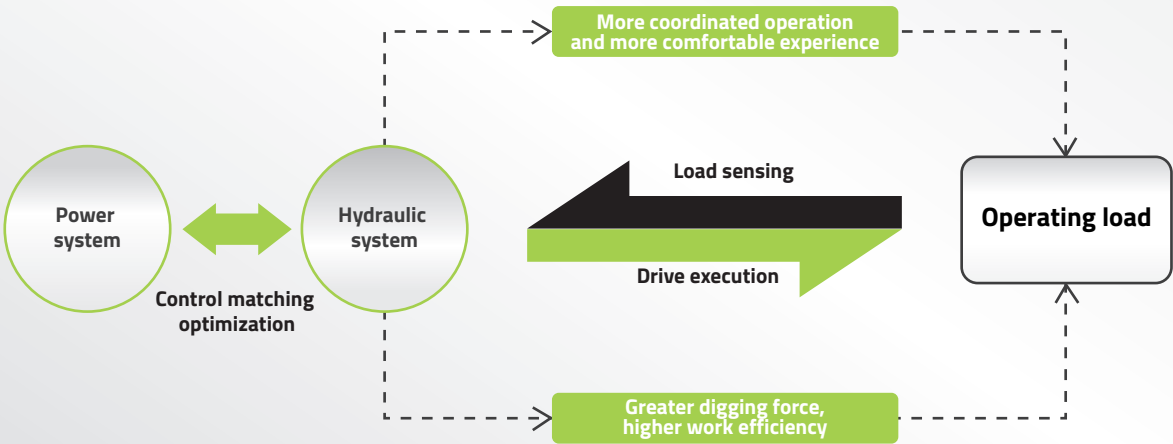 More coordinated operation
and more comfortable experience
Power
system
Control matching
optimization
Hydraulic
system
Load sensing
Drive execution
Operating load
Greater digging force,
higher work efficiency